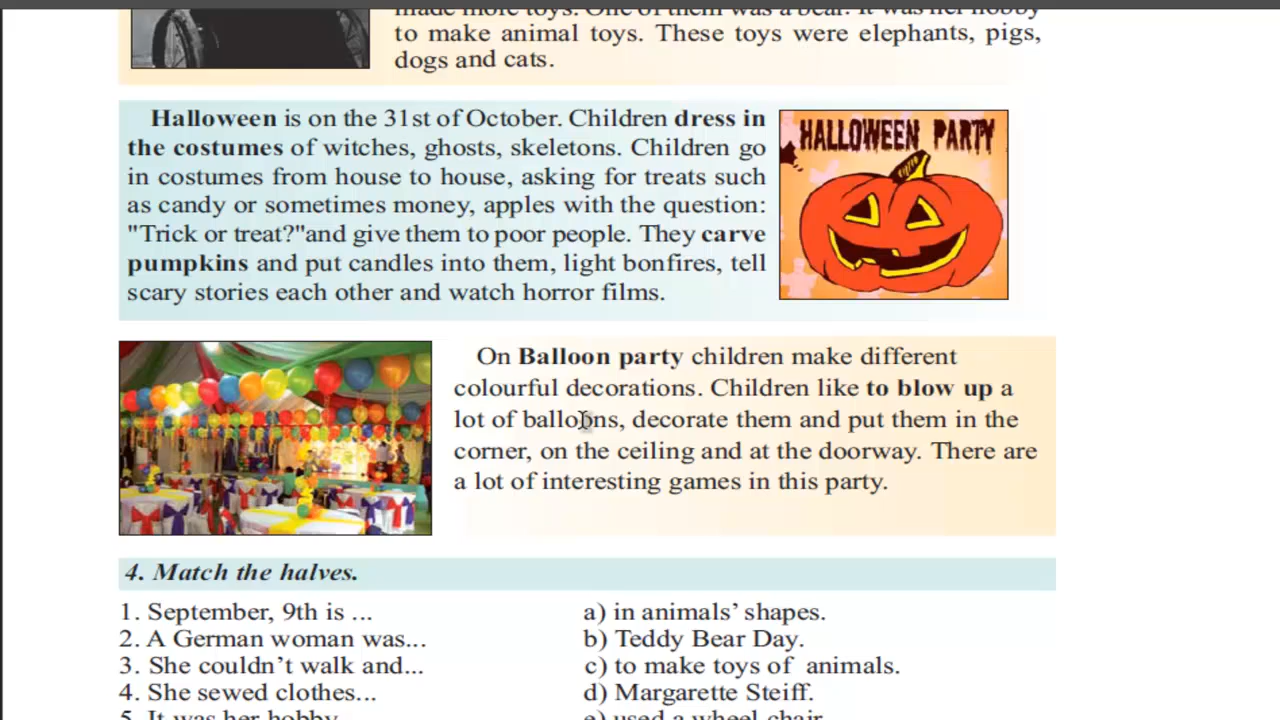 made more toys. One of them was a bear. It was her hobby
to make animal toys. These toys were elephants, pigs,
dogs and cats.
Halloween is on the 31st of October. Children dress in
the costumes of witches, ghosts, skeletons. Children go
in costumes from house to house, asking for treats such
as candy or sometimes money, apples with the question:
"Trick or treat?"and give them to poor people. They carve
pumpkins and put candles into them, light bonfires, tell
scary stories each other and watch horror films.
HALLOWEEN PARTY
On Balloon party children make different
colourful decorations. Children like to blow up a
lot of balloons, decorate them and put them in the
corner, on the ceiling and at the doorway. There are
a lot of interesting games in this party.
4. Match the halves.
1. September, 9th is ...
2. A German woman was...
3. She couldn't walk and...
4. She sewed clothes...
5. It was her hobby
a) in animals' shapes.
b) Teddy Bear Day.
c) to make toys of animals.
d) Margarette Steiff.
e) used a wheel chair